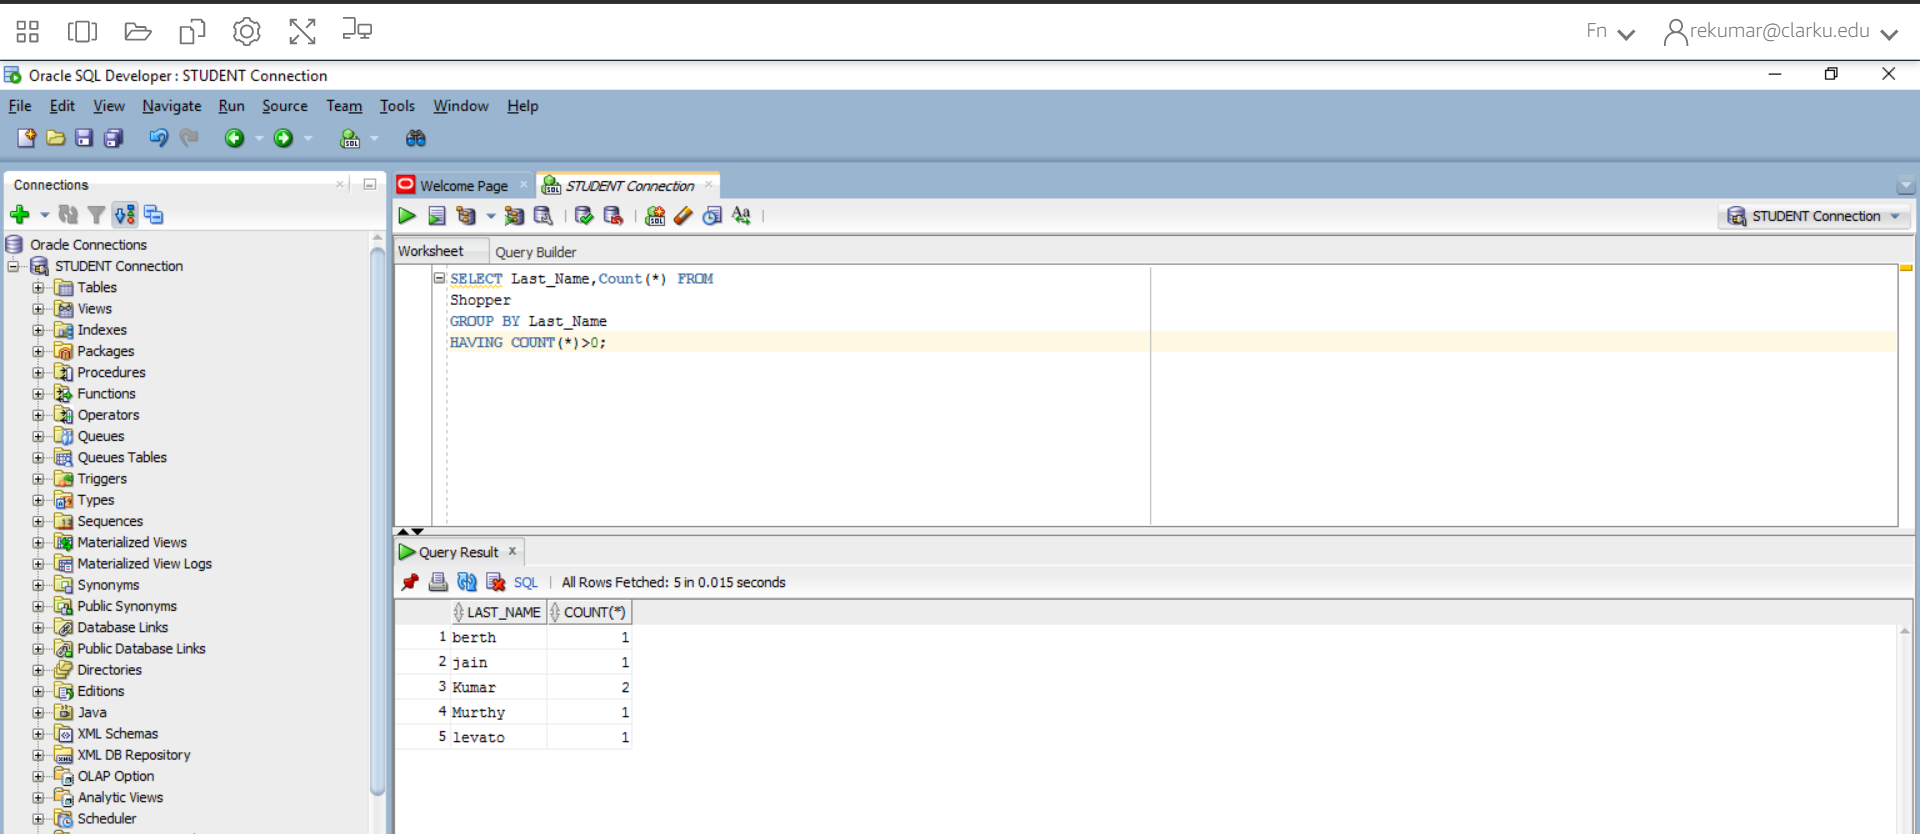 Fn
rekumar@clarku.edu
Oracle SQL Developer : STUDENT Connection
File Edit View Navigate Run Source Team Tools Window Help
Connections
Welcome Page
STUDENT Connection
STUDENT Connection
Worksheet
Query Builder
Oracle Connections
STUDENT Connection
Tables
Views
Indexes
Packages
Procedures
Functions
Operators
Queues
Queues Tables
Triggers
Types
Sequences
Materialized Views
Materialized View Logs
Synonyms
Public Synonyms
Database Links
Public Database Links
Directories
Editions
Java
XML Schemas
XML DB Repository
OLAP Option
Analytic Views
Scheduler
SELECT Last_Name,Count(*) FROM
Shopper
GROUP BY Last_Name
HAVING COUNT(*)>0;
Query Result
SQL | All Rows Fetched: 5 in 0.015 seconds
LAST_NAME COUNT(*)
1 berth 1
2 jain 1
3 Kumar 2
4 Murthy 1
5 levato 1